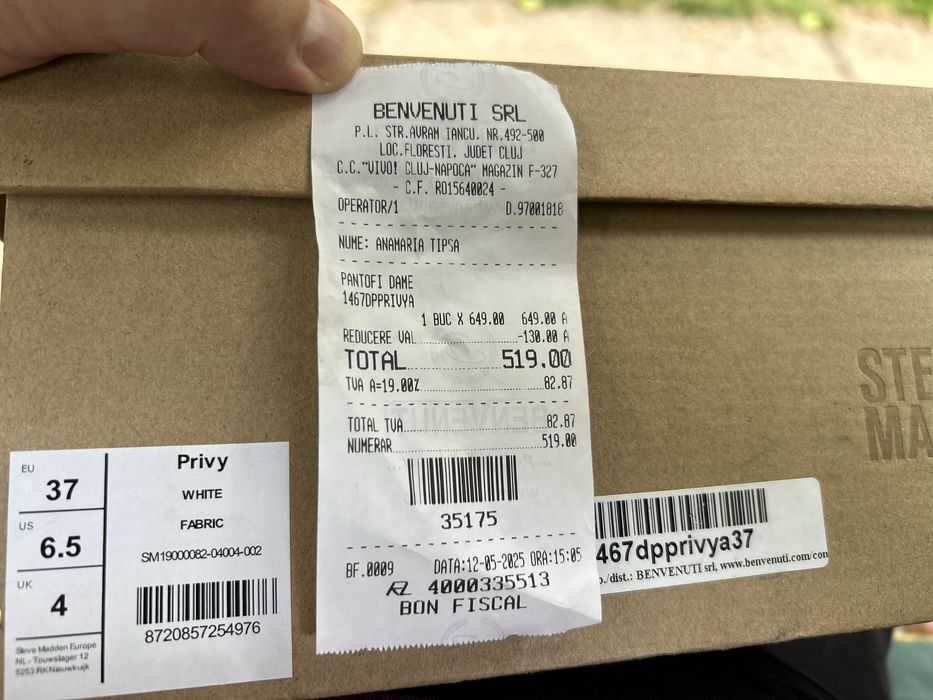 BENVENUTI SRL
P.L. STR.AVRAM IANCU. NR.492-500
LOC.FLORESTI, JUDET CLUJ
C.C."VIVO! CLUJ-NAPOCA" MAGAZIN F-327
- C.F. RO15640024 -
OPERATOR/1 D.97001818
NUME: ANAMARIA TIPSA
PANTOFI DAME
1467DPPRIVYA
1 BUC X 649.00 649.00 A
REDUCERE VAL -130.00 A
TOTAL 519.00
TVA A=19.00% 82.87
TOTAL TVA 82.87
NUMERAR 519.00
35175
BF.0009 DATA:12-05-2025 ORA:15:05
4000335513
BON FISCAL
EU
37
US
6.5
UK
4
Steve Madden Europe
NL - Touwslager 12
5253 RK Nieuwkuijk
Privy
WHITE
FABRIC
SM19000082-04004-002
8720857254976
467dpprivya37
p./dist.: BENVENUTI srl, www.benvenuti.com/con
STE
MA